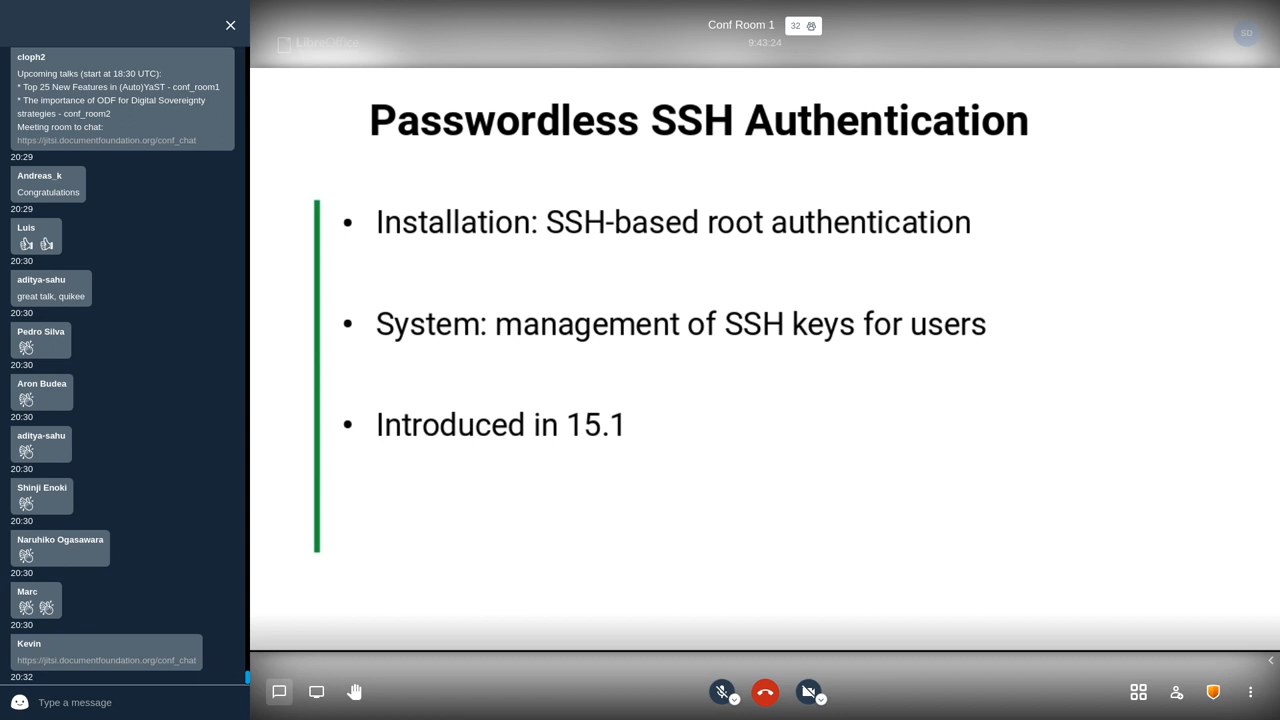 cloph2
Upcoming talks (start at 18:30 UTC):
* Top 25 New Features in (Auto)YaST - conf_room1
* The importance of ODF for Digital Sovereignty
strategies - conf_room2
Meeting room to chat:
https://jitsi.documentfoundation.org/conf_chat
20:29
Andreas_k
Congratulations
20:29
Luis
20:30
aditya-sahu
great talk, quikee
20:30
Pedro Silva
20:30
Aron Budea
20:30
aditya-sahu
20:30
Shinji Enoki
20:30
Naruhiko Ogasawara
20:30
Marc
20:30
Kevin
https://jitsi.documentfoundation.org/conf_chat
20:32
Type a message
LibreOffice
Conf Room 1
32
9:43:24
SD
Passwordless SSH Authentication
• Installation: SSH-based root authentication
• System: management of SSH keys for users
• Introduced in 15.1